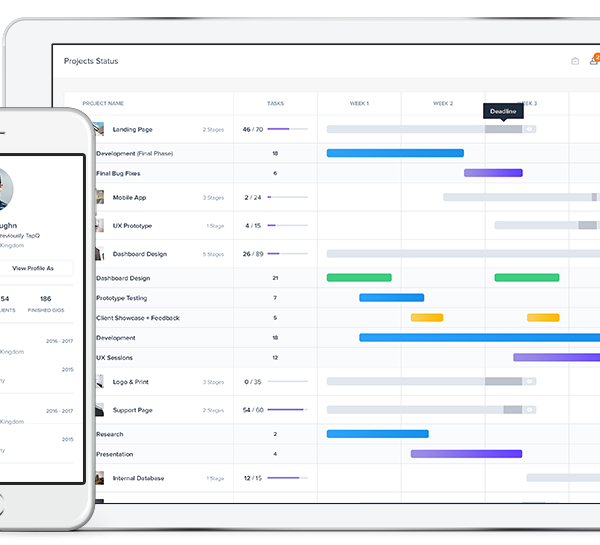 Projects Status
2
PROJECT NAME TASKS WEEK 1 WEEK 2 WEEK 3
Deadline
Landing Page 2 Stages 46 / 70
Development (Final Phase) 18
Final Bug Fixes 6
Mobile App 3 Stages 2 / 24
UX Prototype 1 Stage 4 / 15
Dashboard Design 5 Stages 26 / 89
Dashboard Design 21
Prototype Testing 7
Client Showcase + Feedback 5
Development 18
UX Sessions 12
Logo & Print 3 Stages 0 / 35
Support Page 2 Stages 54 / 60
Research 2
Presentation 4
Internal Database 1 Stage 12 / 15
ughn
reviously TapQ
Kingdom
View Profile As
54 186
IENTS FINISHED GIGS
2016 - 2017
Kingdom
2015
ny
2016 - 2017
Kingdom
2015
ny